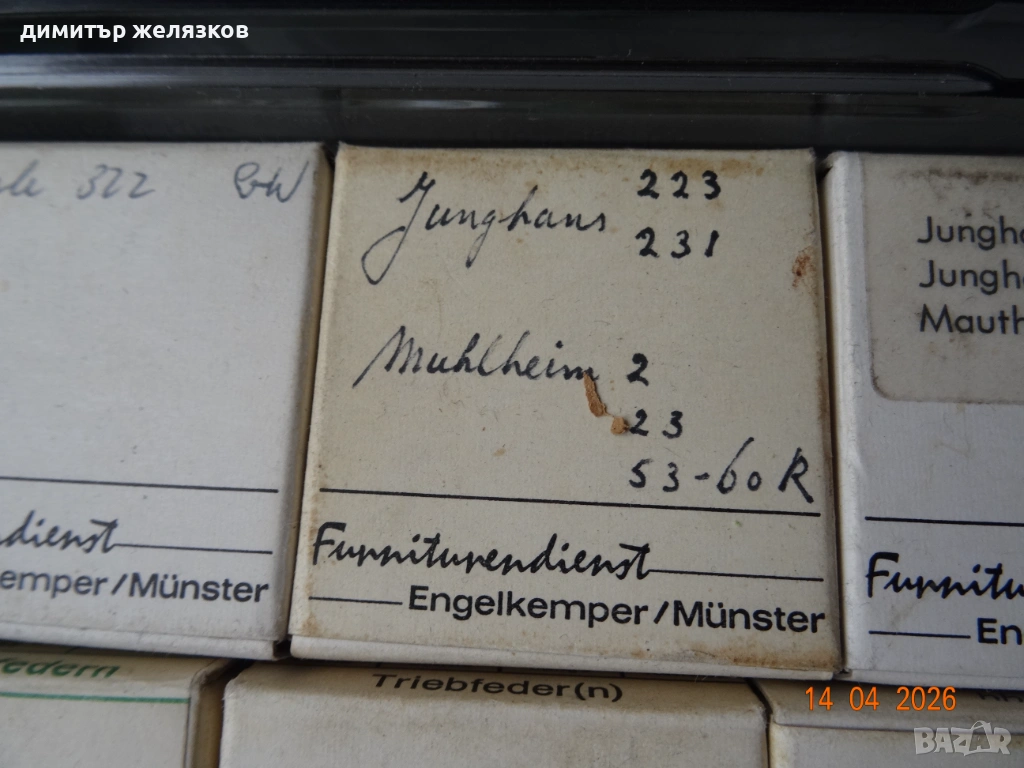 димитър желязков
322
Junghans 223
231
Muhlheim 2
23
53-60R
Furniturendienst
Engelkemper/Münster
dienst
emper/Münster
Jungh
Jungh
Mauth
Furnitu
En
edern
Triebfeder(n)
14 04 2026
BAZAR